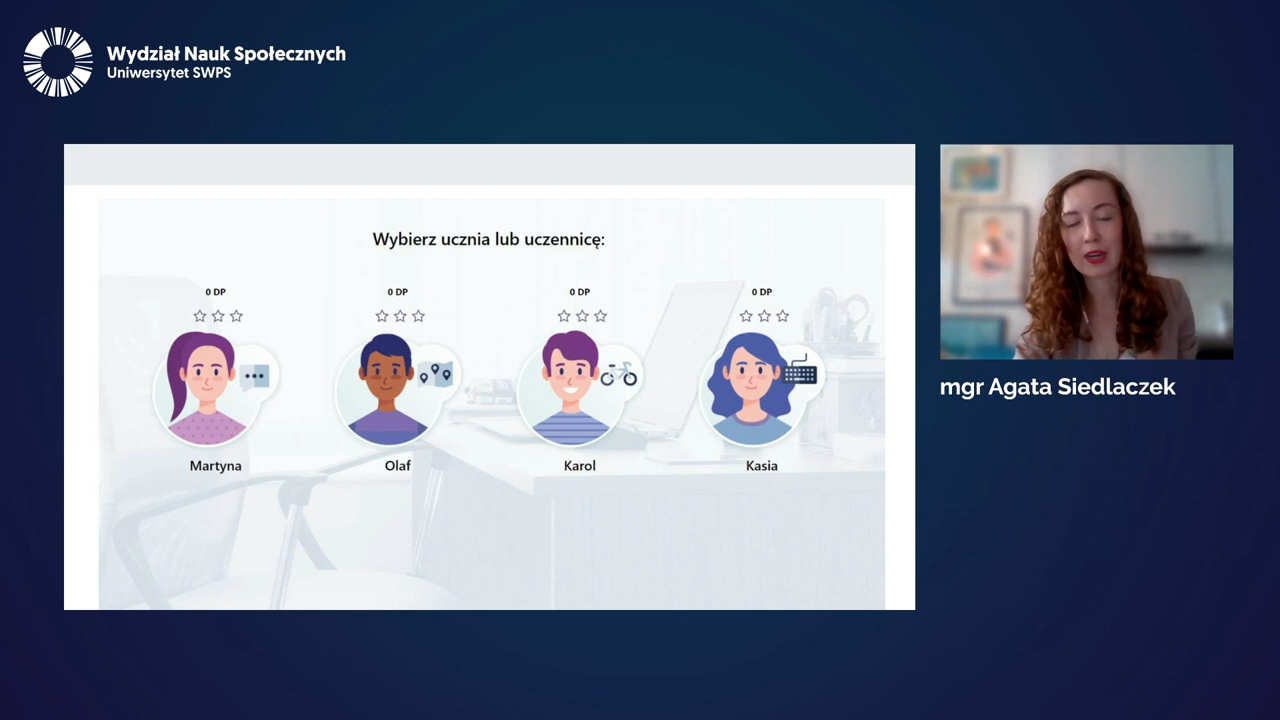 Wydział Nauk Społecznych
Uniwersytet SWPS
Wybierz ucznia lub uczennicę:
0 DP
0 DP
0 DP
0 DP
Martyna
Olaf
Karol
Kasia
mgr Agata Siedlaczek